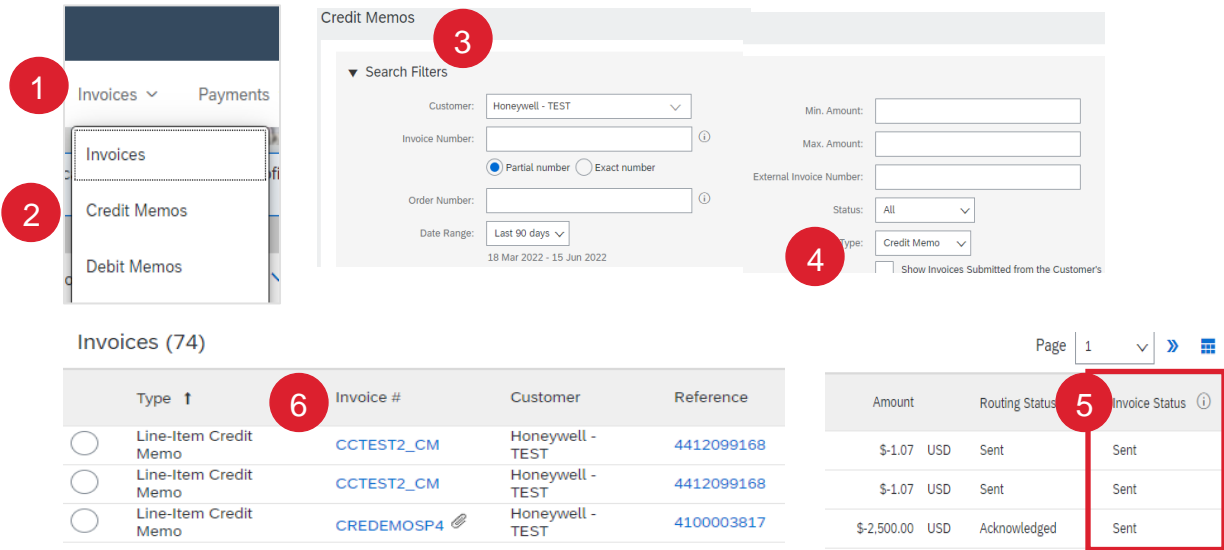 Credit Memos
3
1
Invoices
Payments
Invoices
2
Credit Memos
Debit Memos
Search Filters
Customer:
Honeywell - TEST
Invoice Number:
Partial number
Exact number
Order Number:
Date Range:
Last 90 days
18 Mar 2022 - 15 Jun 2022
Min. Amount:
Max. Amount:
External Invoice Number:
Status:
All
4
Type:
Credit Memo
Show Invoices Submitted from the Customer's
Invoices (74)
Page
1
Type
6
Invoice #
Customer
Reference
Amount
Routing Status
5
Invoice Status
Line-Item Credit
Memo
CCTEST2_CM
Honeywell -
TEST
4412099168
$-1.07 USD
Sent
Sent
Line-Item Credit
Memo
CCTEST2_CM
Honeywell -
TEST
4412099168
$-1.07 USD
Sent
Sent
Line-Item Credit
Memo
CREDEMOSP4
Honeywell -
TEST
4100003817
$-2,500.00 USD
Acknowledged
Sent